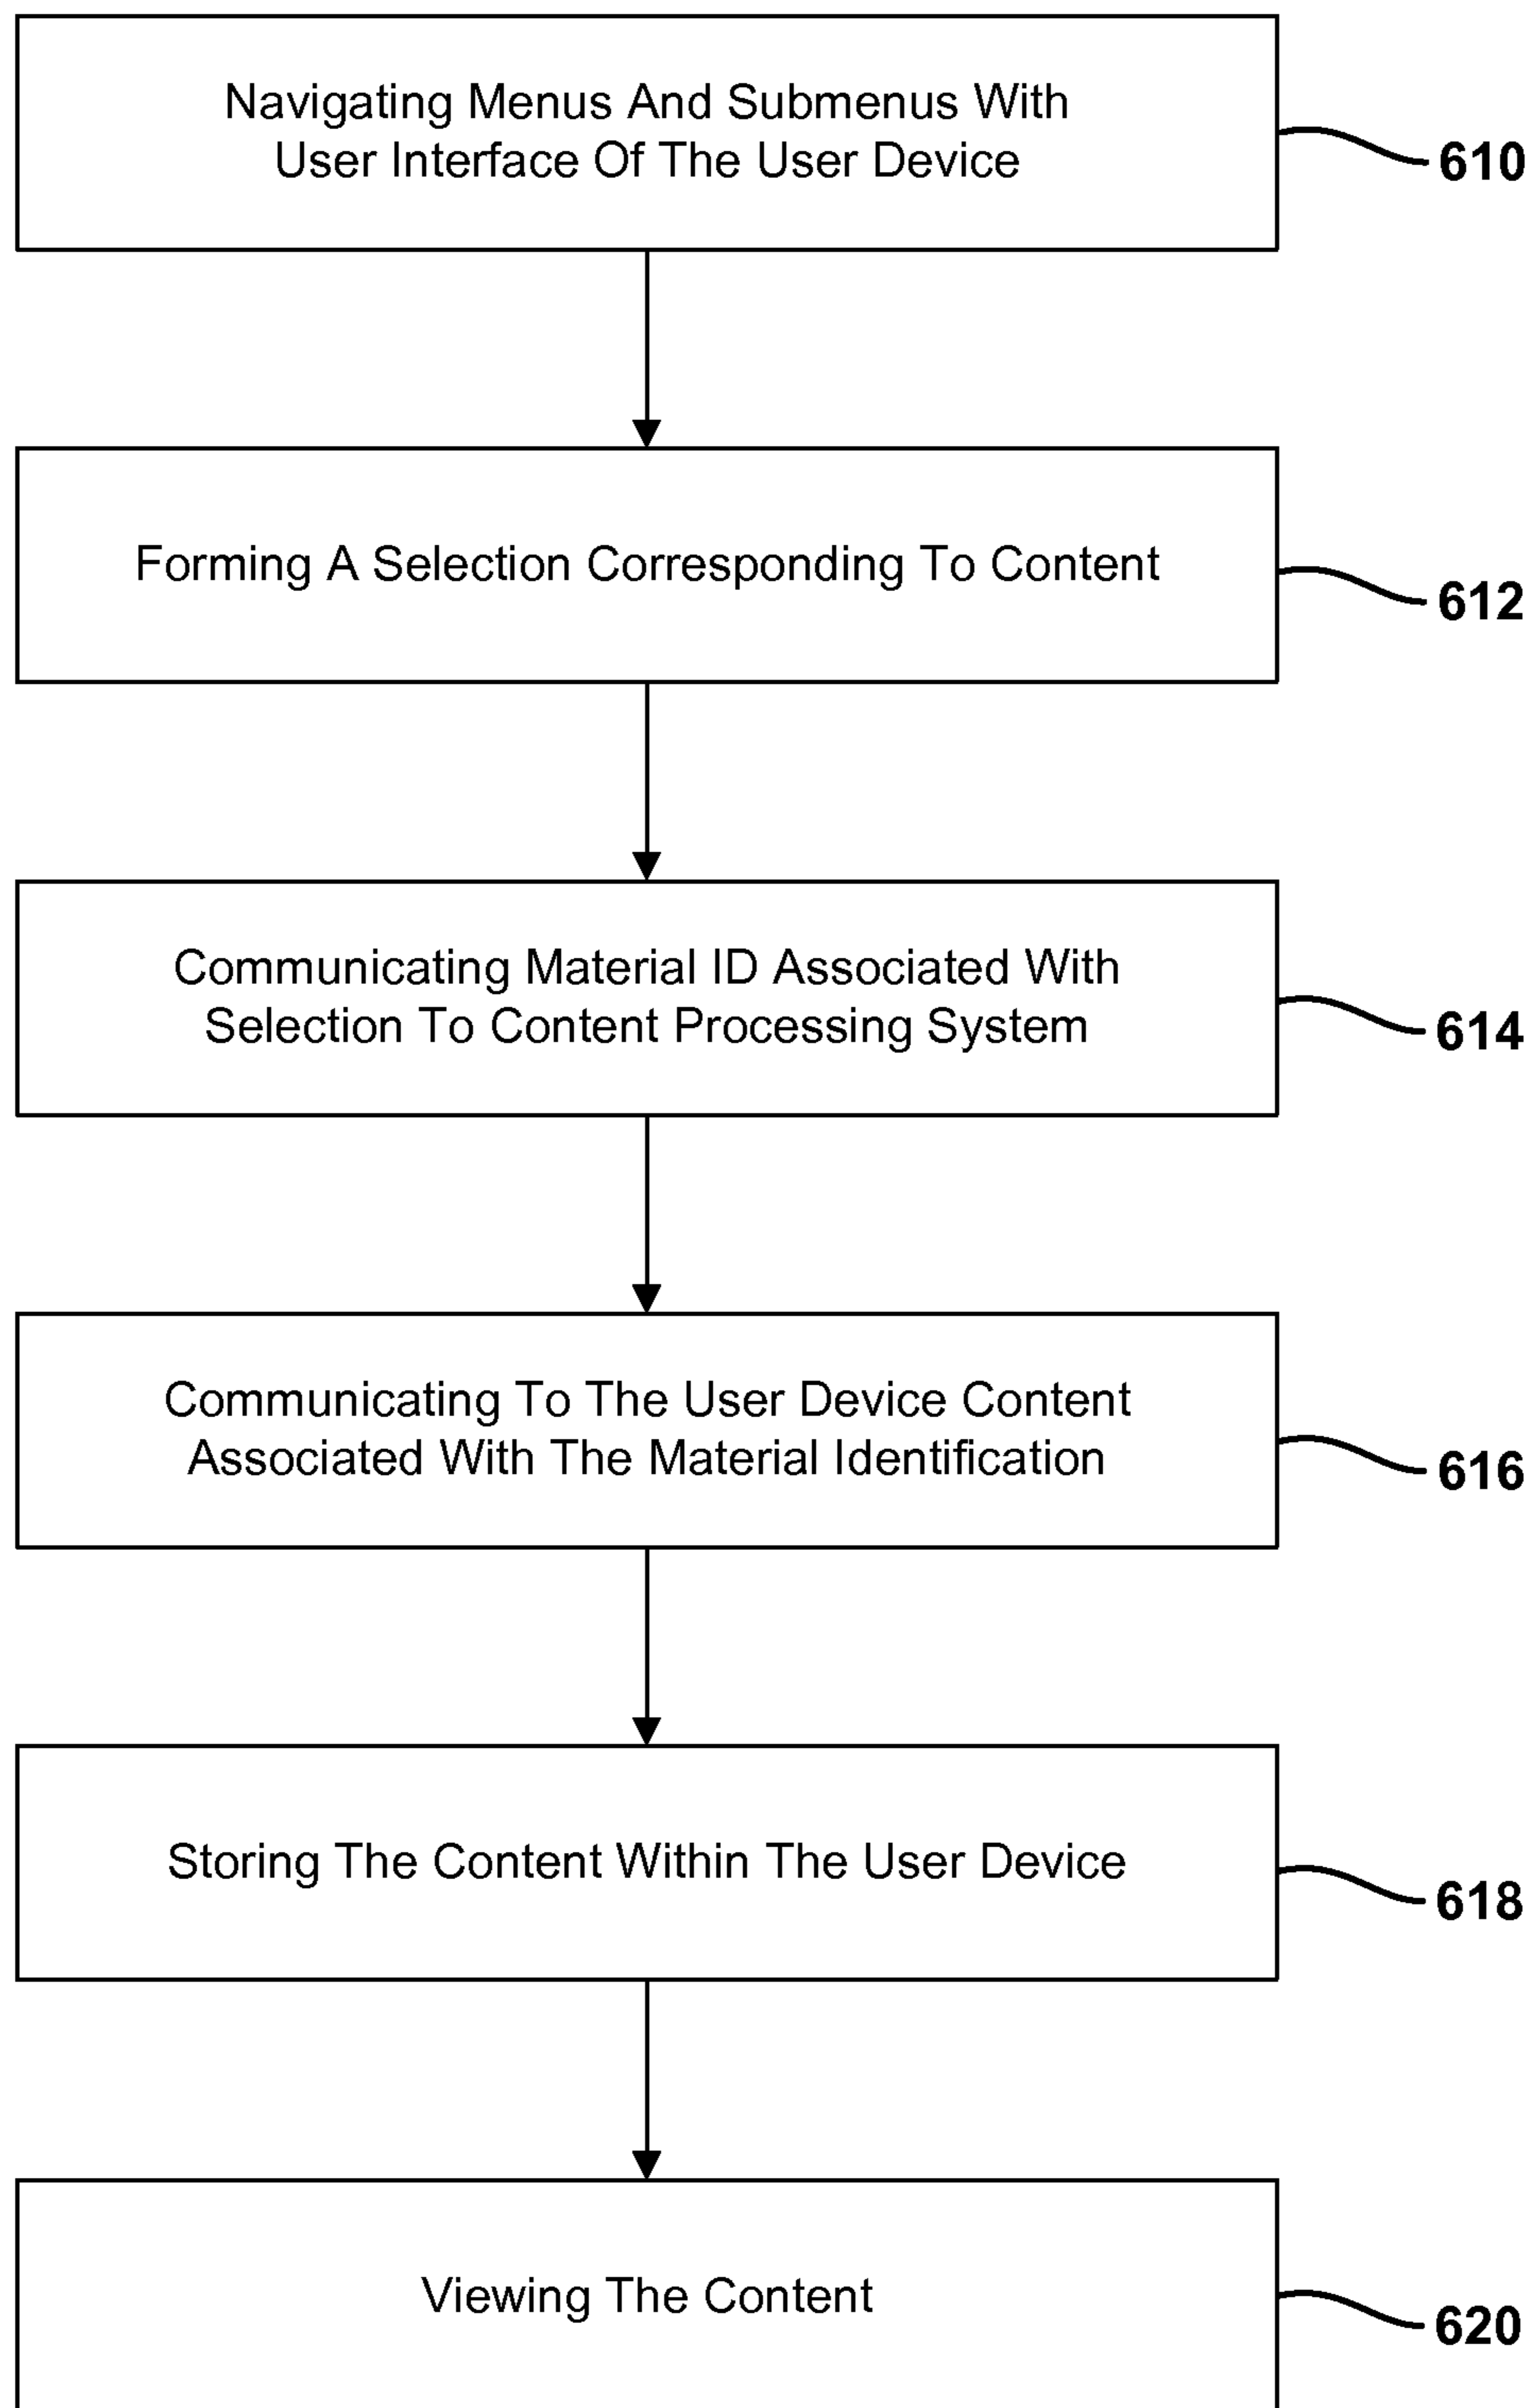 Navigating Menus And Submenus With
User Interface Of The User Device
610
Forming A Selection Corresponding To Content
612
Communicating Material ID Associated With
Selection To Content Processing System
614
Communicating To The User Device Content
Associated With The Material Identification
616
Storing The Content Within The User Device
618
Viewing The Content
620